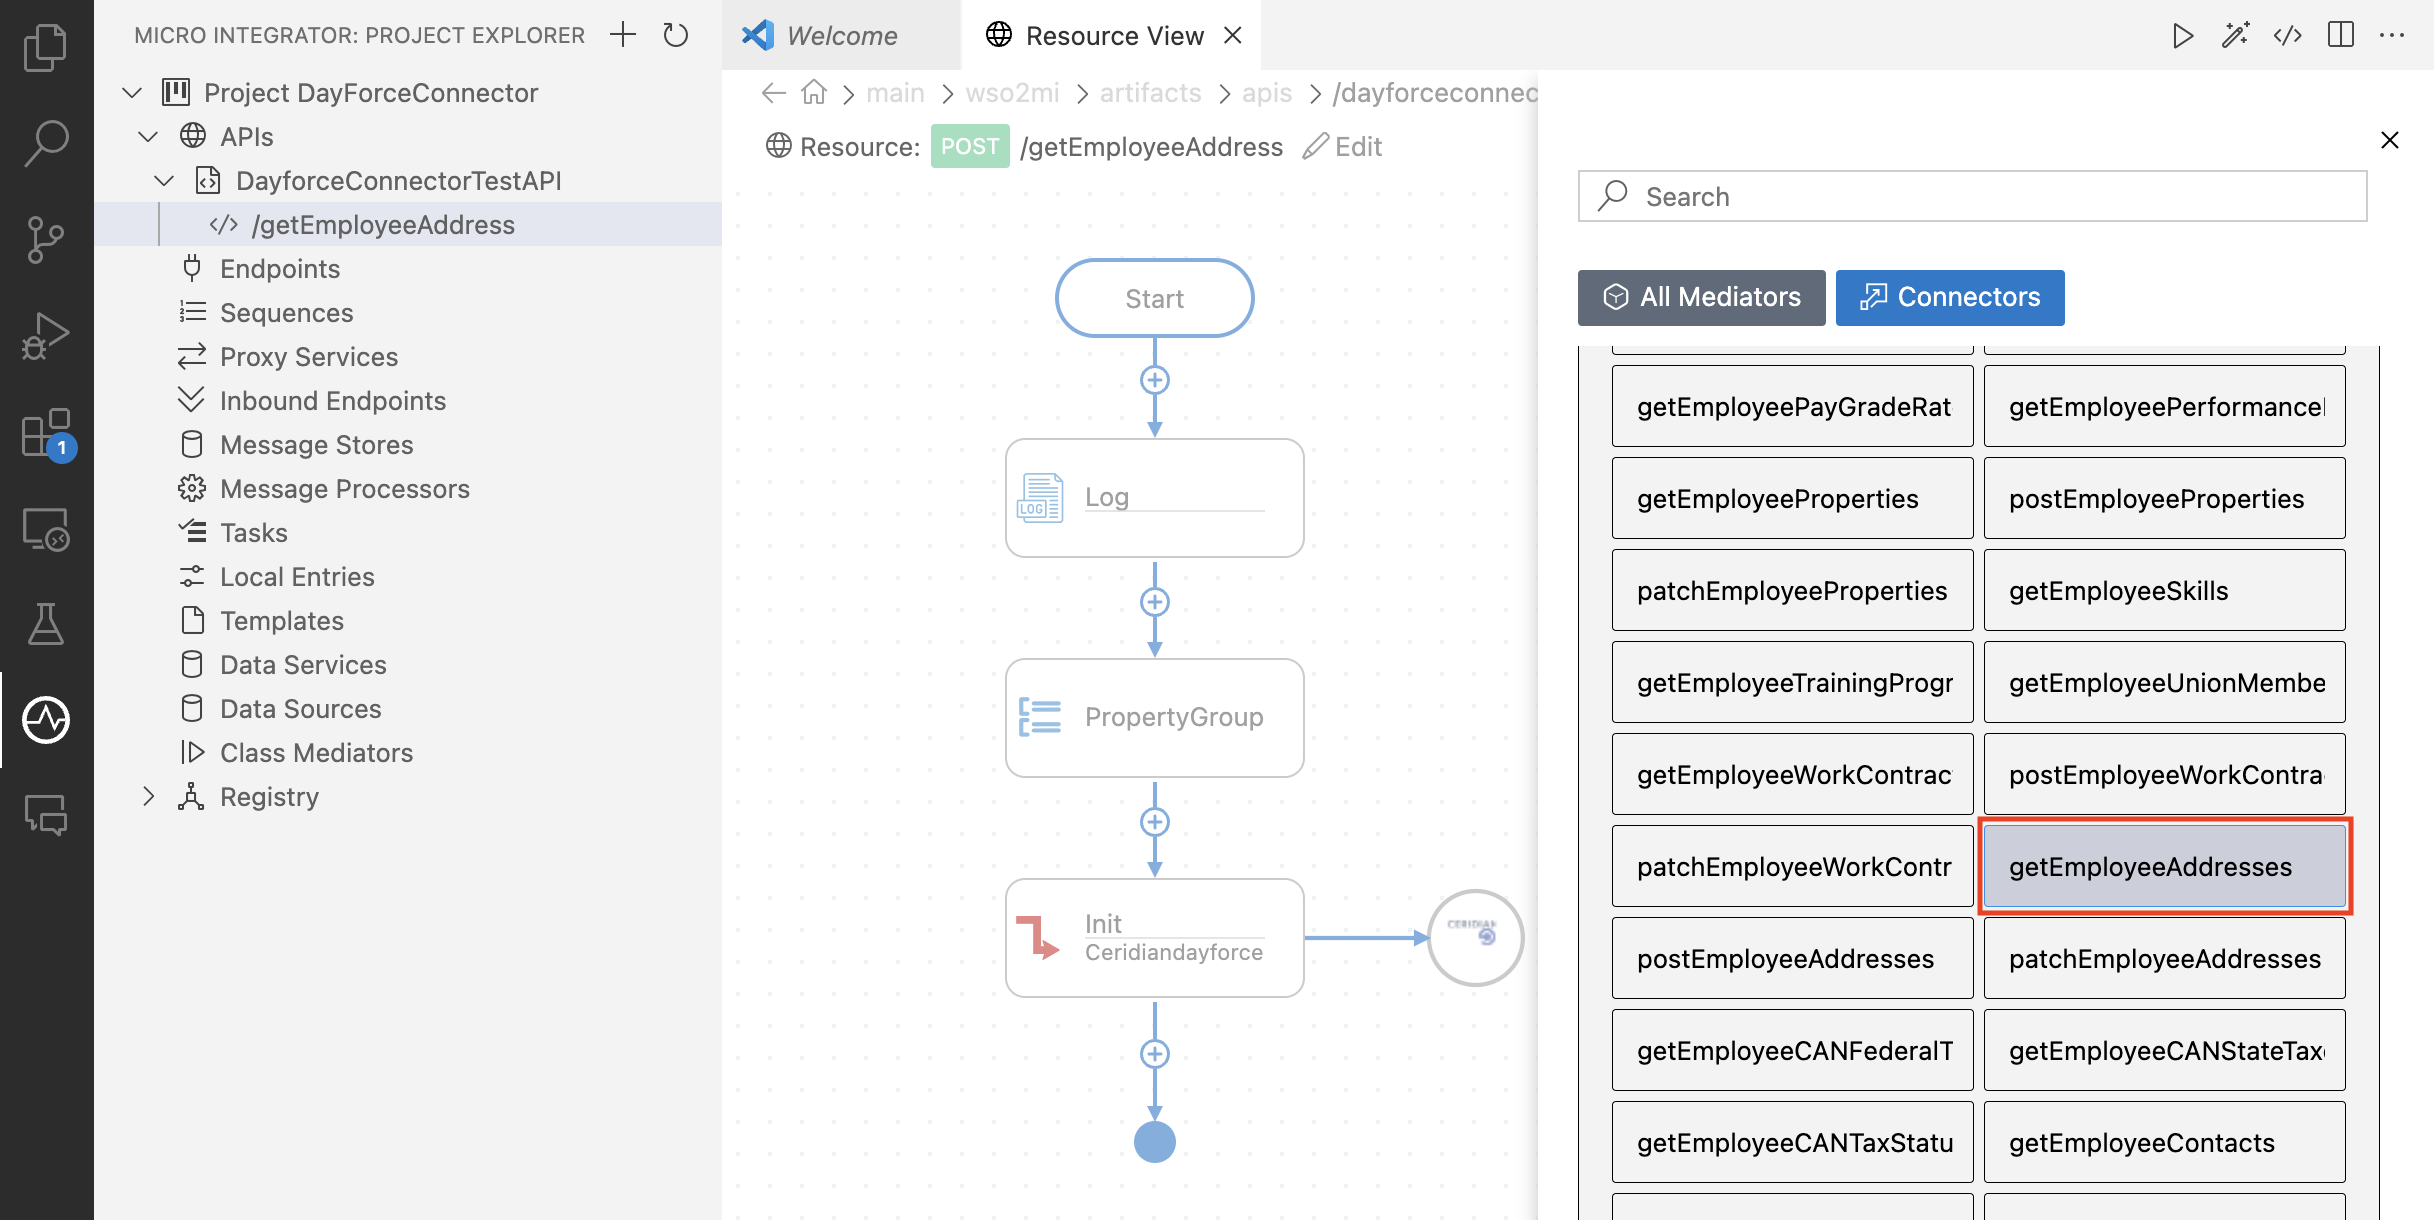 MICRO INTEGRATOR: PROJECT EXPLORER
Project DayForceConnector
APIs
DayforceConnectorTestAPI
/getEmployeeAddress
Endpoints
Sequences
Proxy Services
Inbound Endpoints
Message Stores
Message Processors
Tasks
Local Entries
Templates
Data Services
Data Sources
Class Mediators
Registry
1
Welcome
Resource View
main > wso2mi > artifacts > apis > /dayforceconnec
Resource: POST /getEmployeeAddress Edit
Start
LOG
Log
PropertyGroup
Init
Ceridiandayforce
CERIDIAN
Search
All Mediators
Connectors
getEmployeePayGradeRat
getEmployeePerformance
getEmployeeProperties
postEmployeeProperties
patchEmployeeProperties
getEmployeeSkills
getEmployeeTrainingProgr
getEmployeeUnionMembe
getEmployeeWorkContrac
postEmployeeWorkContra
patchEmployeeWorkContr
getEmployeeAddresses
postEmployeeAddresses
patchEmployeeAddresses
getEmployeeCANFederalT
getEmployeeCANStateTax
getEmployeeCANTaxStatu
getEmployeeContacts